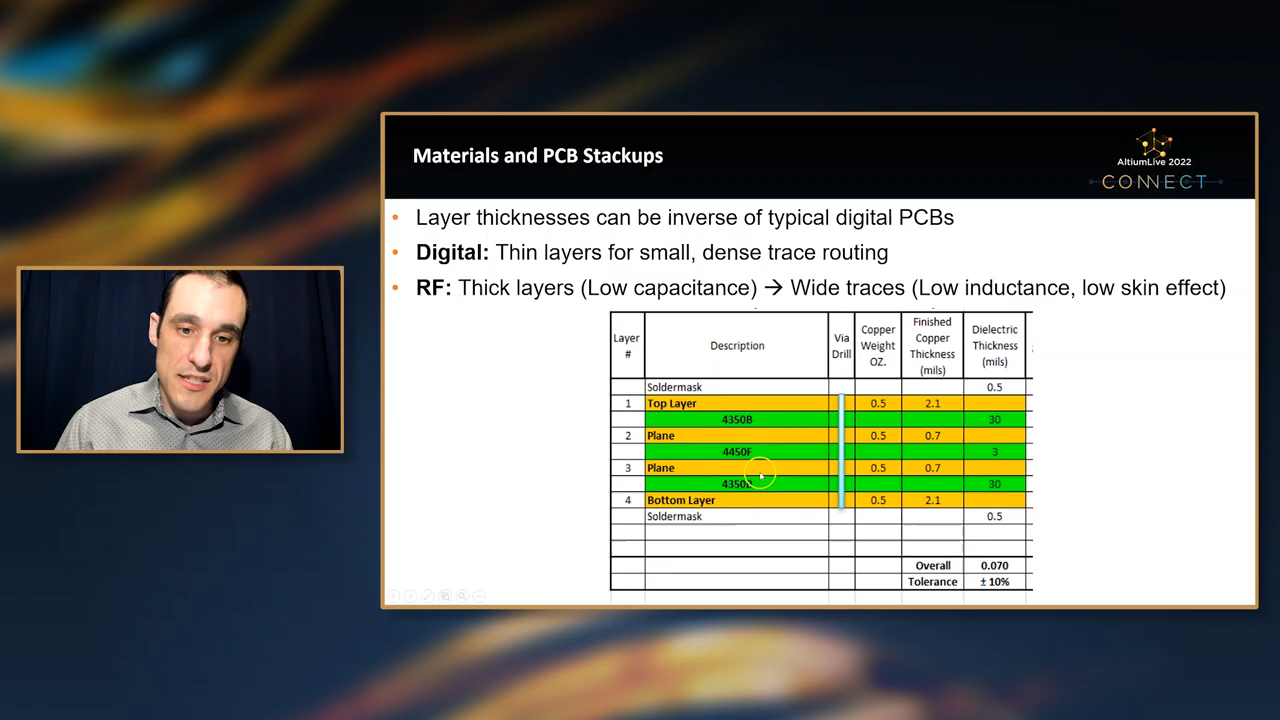 Materials and PCB Stackups
AltiumLive 2022
CONNECT
• Layer thicknesses can be inverse of typical digital PCBs
• Digital: Thin layers for small, dense trace routing
• RF: Thick layers (Low capacitance) → Wide traces (Low inductance, low skin effect)
Layer # Description Via Drill Copper Weight OZ. Finished Copper Thickness (mils) Dielectric Thickness (mils)
Soldermask 0.5
1 Top Layer 0.5 2.1
4350B 30
2 Plane 0.5 0.7
4450F 3
3 Plane 0.5 0.7
4350B 30
4 Bottom Layer 0.5 2.1
Soldermask 0.5
Overall 0.070
Tolerance ± 10%